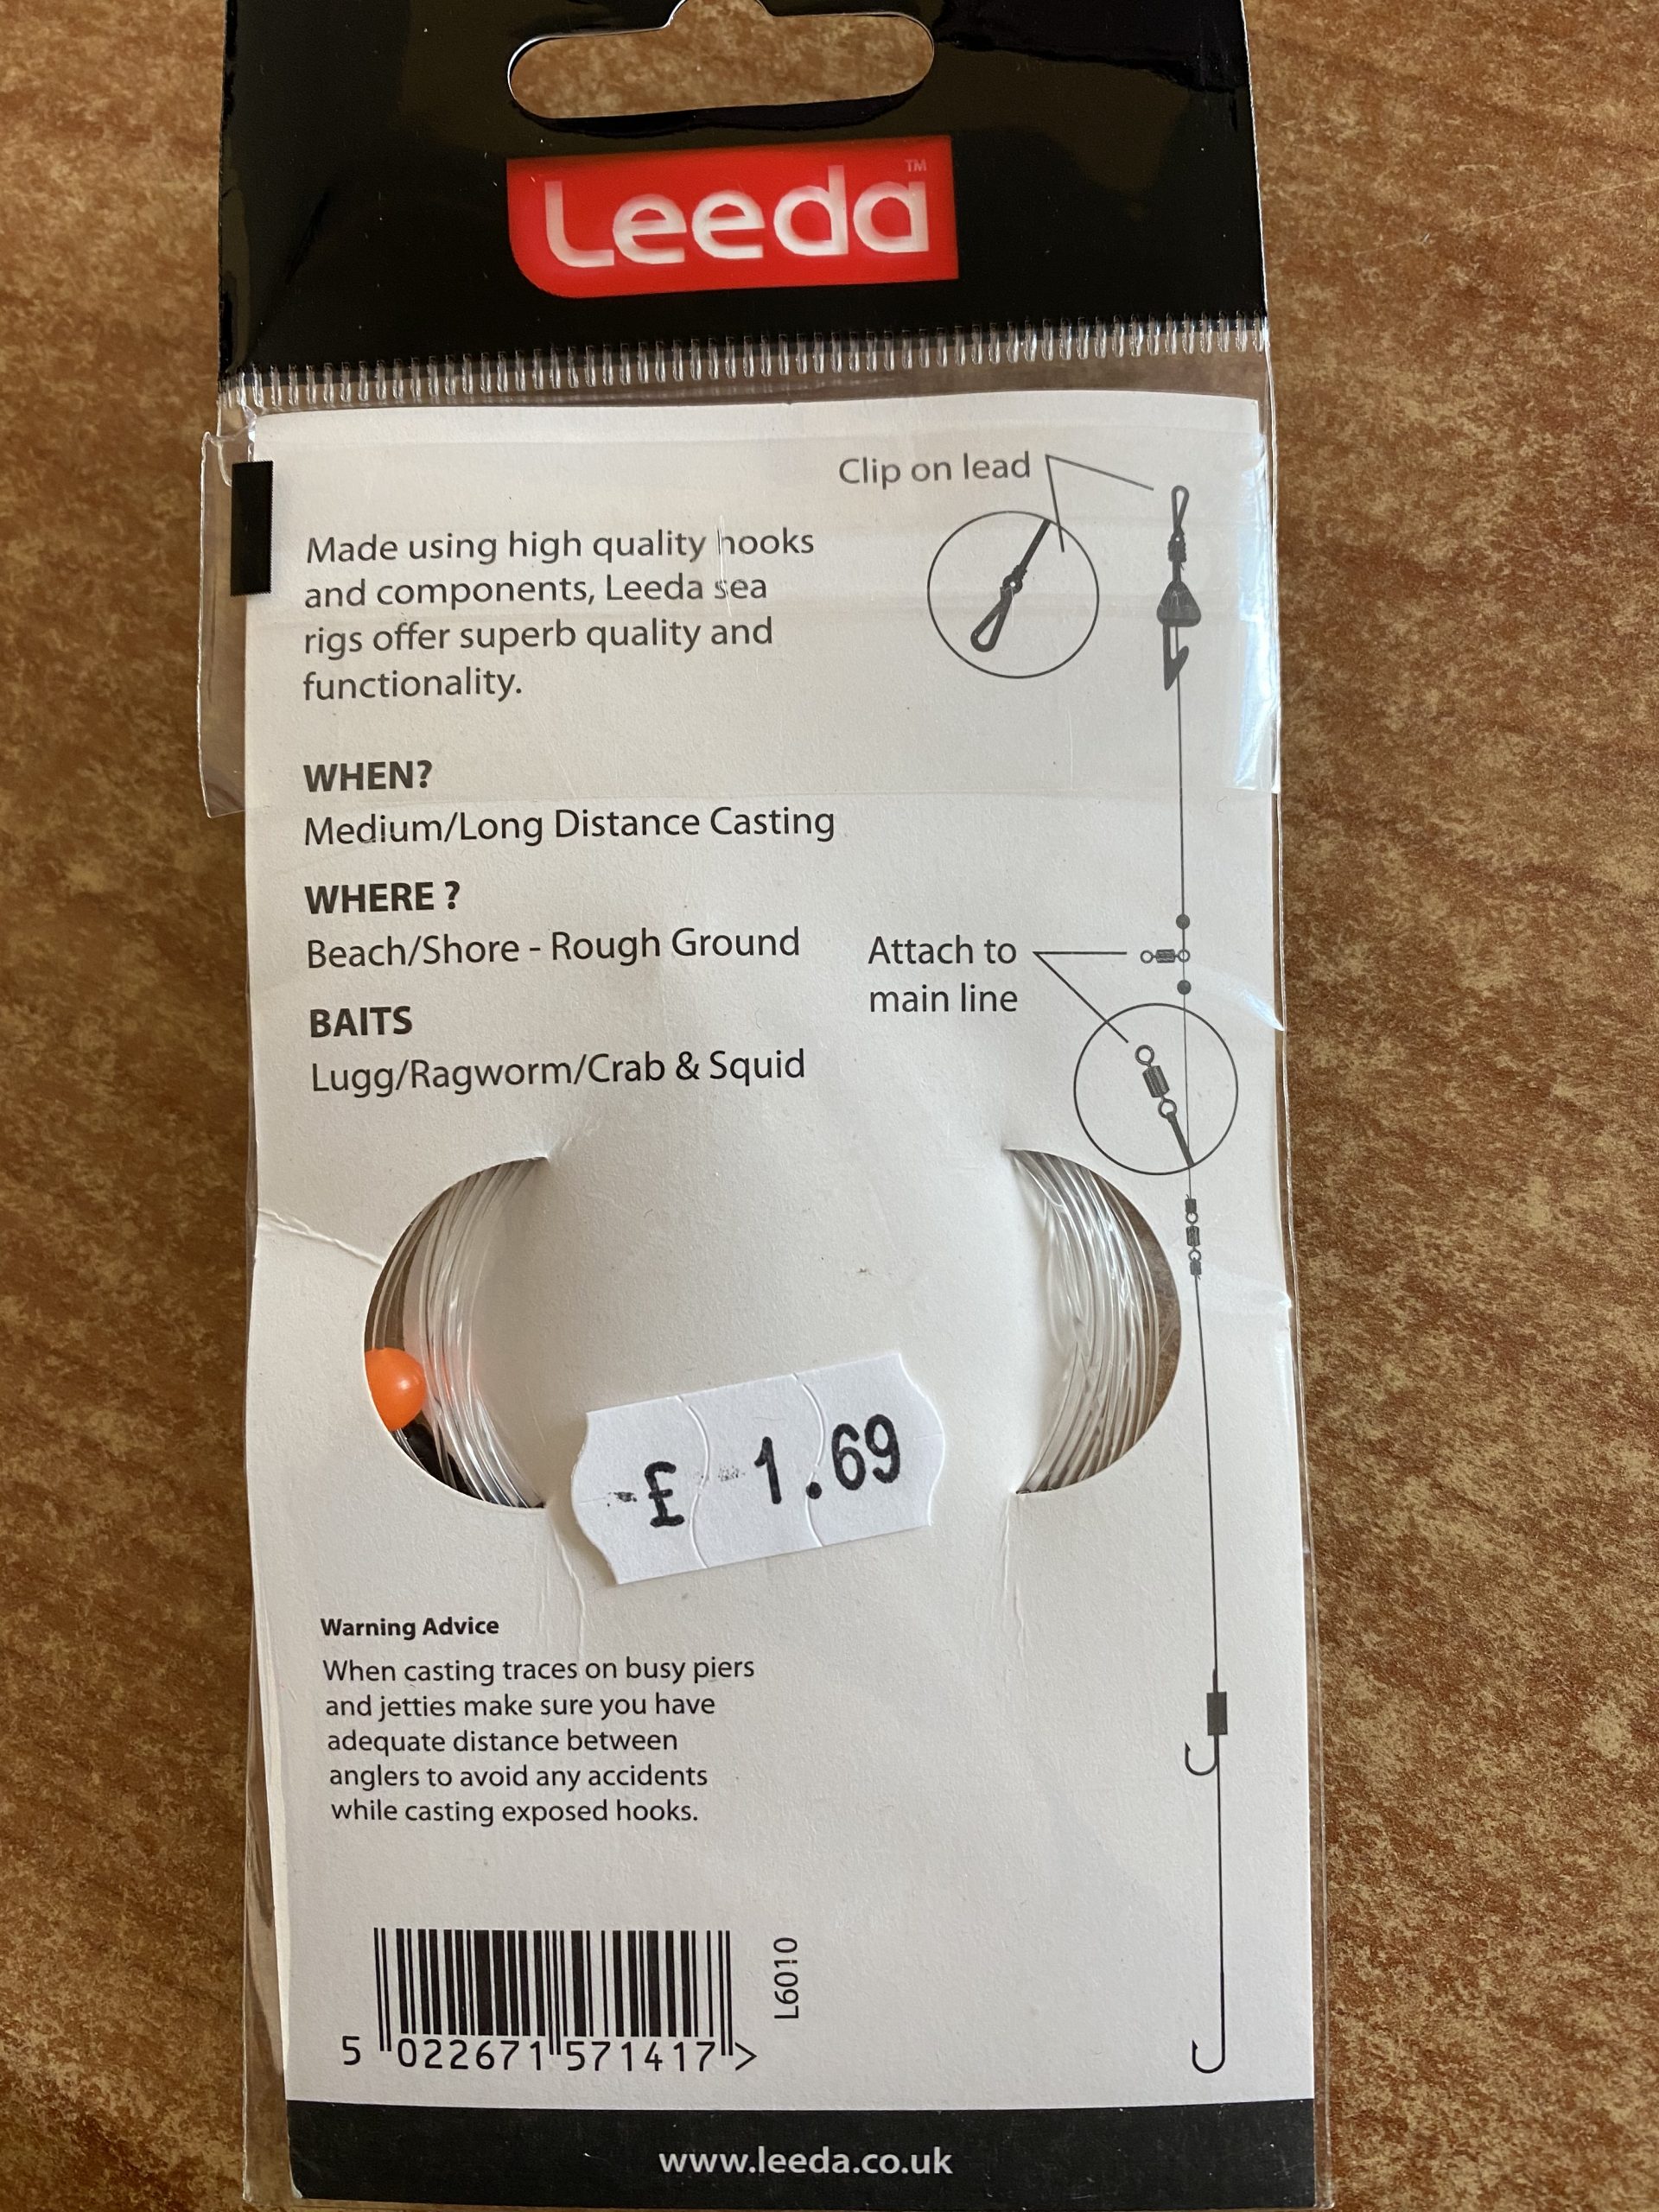 Leeda™
Clip on lead
Made using high quality hooks
and components, Leeda sea
rigs offer superb quality and
functionality.
WHEN?
Medium/Long Distance Casting
WHERE ?
Beach/Shore - Rough Ground
Attach to
main line
BAITS
Lugg/Ragworm/Crab & Squid
£ 1.69
Warning Advice
When casting traces on busy piers
and jetties make sure you have
adequate distance between
anglers to avoid any accidents
while casting exposed hooks.
L6010
5 022671 571417 >
www.leeda.co.uk